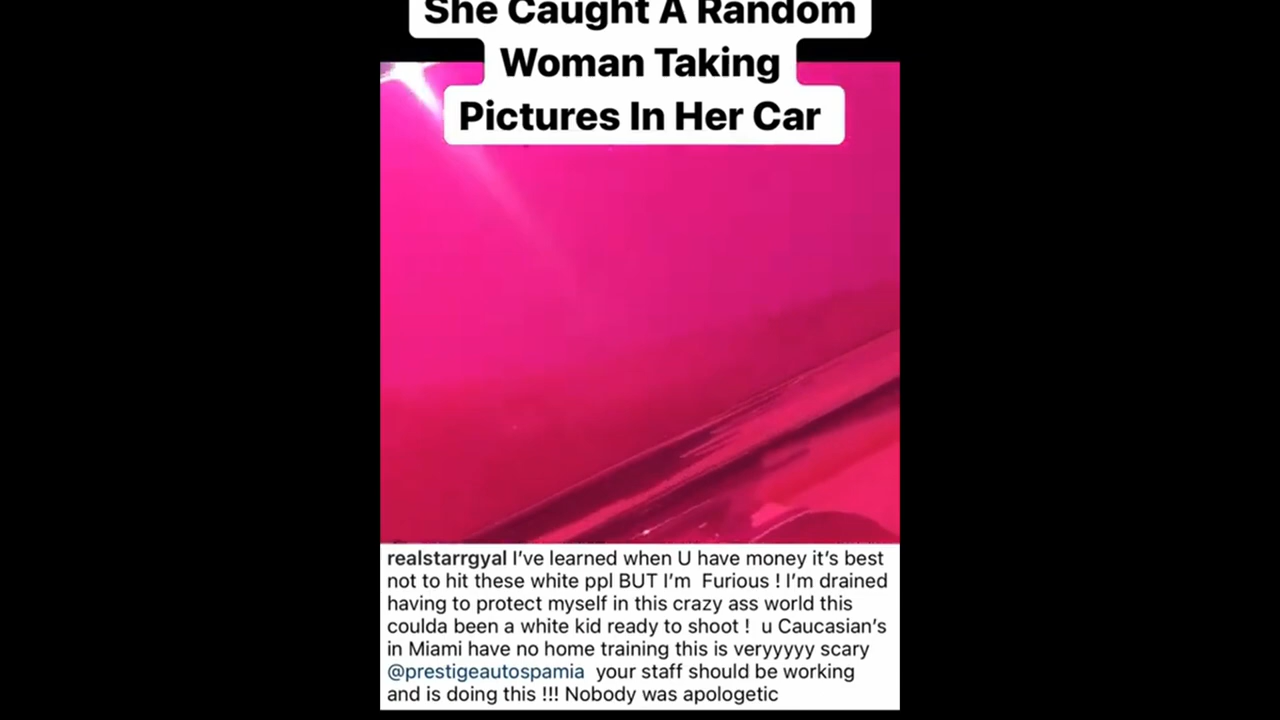 She Caught A Random
Woman Taking
Pictures In Her Car
realstarrgyal I’ve learned when U have money it’s best
not to hit these white ppl BUT I’m  Furious ! I’m drained
having to protect myself in this crazy ass world this
coulda been a white kid ready to shoot !  u Caucasian’s
in Miami have no home training this is veryyyyy scary
@prestigeautospamia  your staff should be working
and is doing this !!! Nobody was apologetic